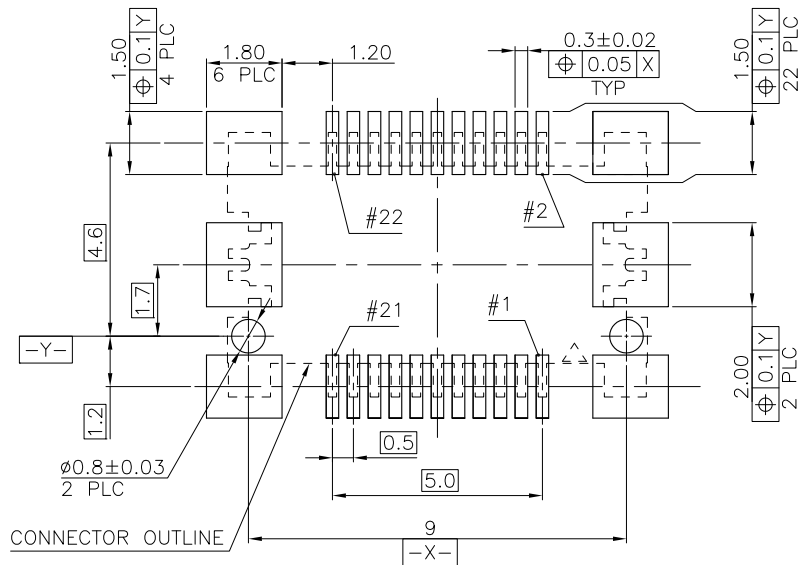 1.50
⌖ 0.1 Y
4 PLC
1.80
6 PLC
1.20
0.3±0.02
⌖ 0.05 X
TYP
1.50
⌖ 0.1 Y
22 PLC
#22
#2
4.6
1.7
#21
#1
-Y-
1.2
2.00
⌖ 0.1 Y
2 PLC
0.5
ø0.8±0.03
2 PLC
5.0
CONNECTOR OUTLINE
9
-X-